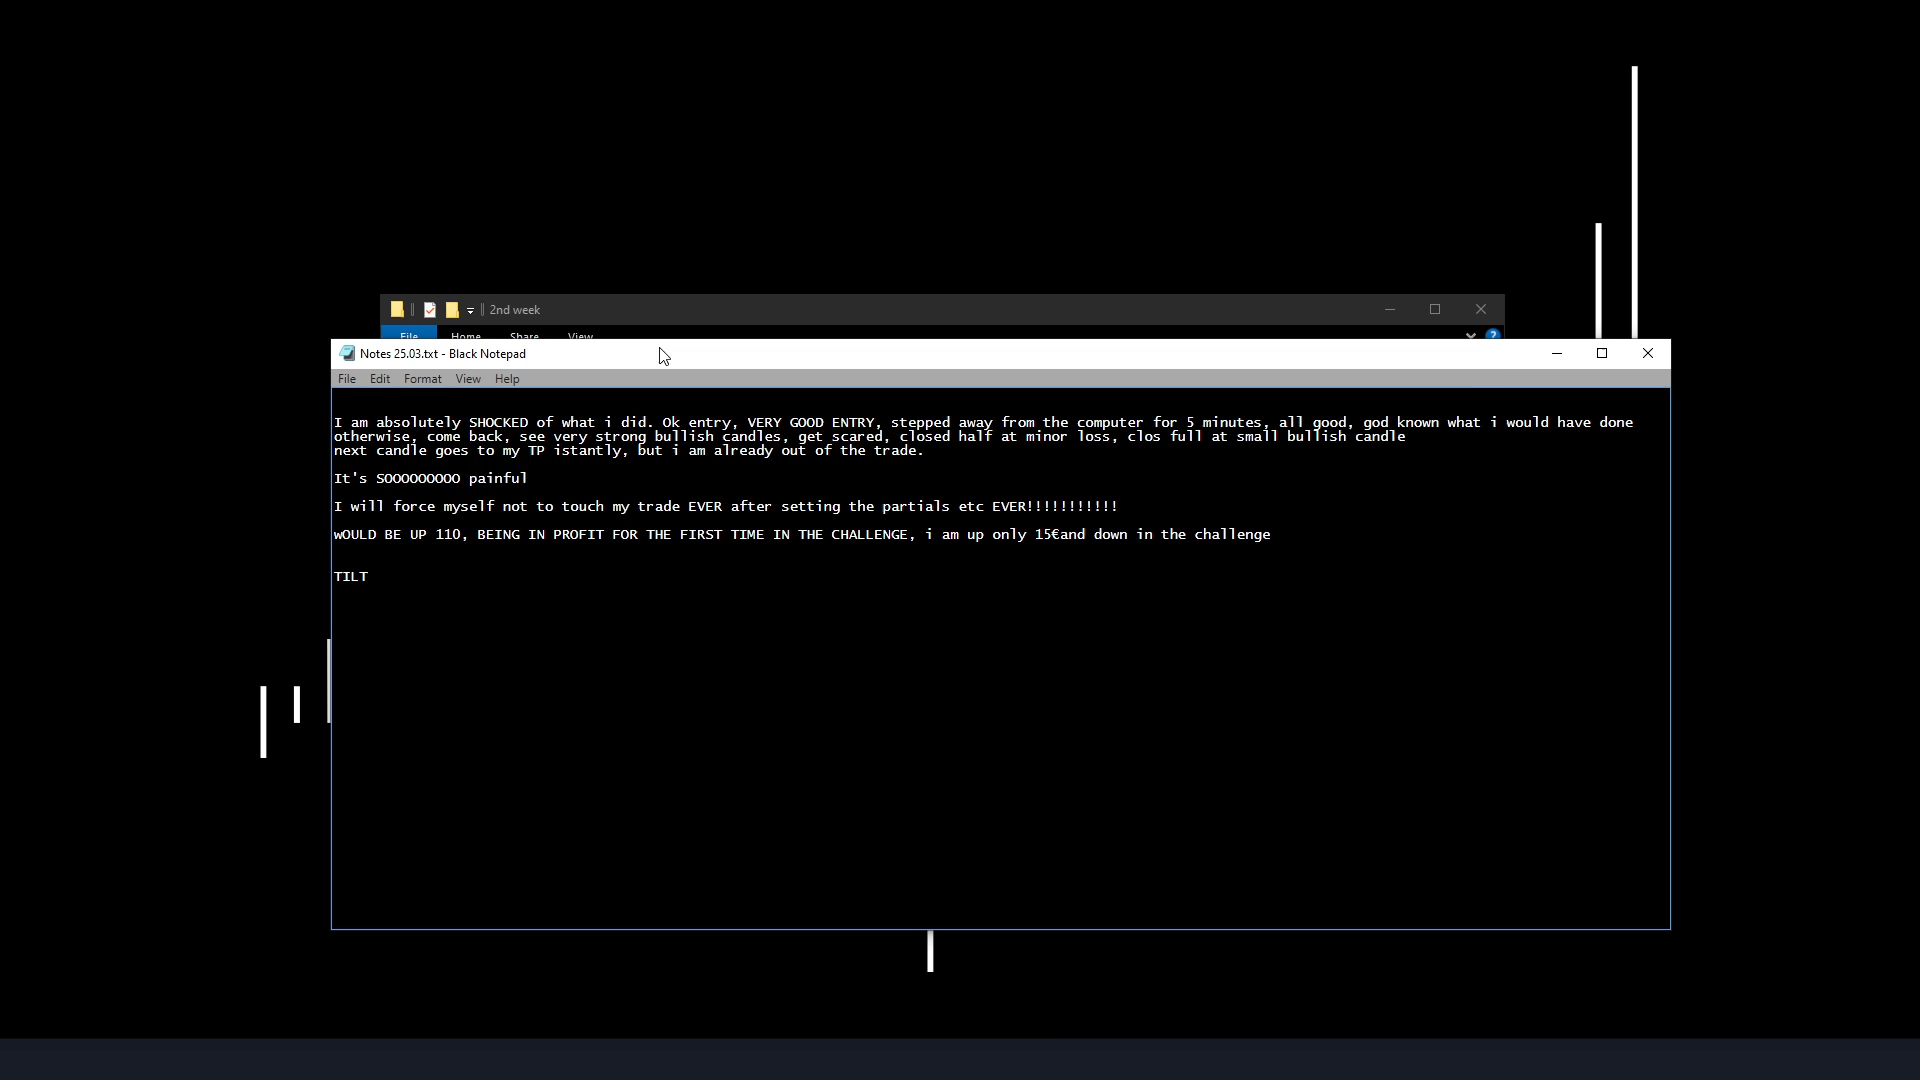 2nd week
File Home Share View
Notes 25.03.txt - Black Notepad
File Edit Format View Help
I am absolutely SHOCKED of what i did. Ok entry, VERY GOOD ENTRY, stepped away from the computer for 5 minutes, all good, god known what i would have done
otherwise, come back, see very strong bullish candles, get scared, closed half at minor loss, clos full at small bullish candle
next candle goes to my TP istantly, but i am already out of the trade.
It's SOOOOOOOOO painful
I will force myself not to touch my trade EVER after setting the partials etc EVER!!!!!!!!!!!
wOULD BE UP 110, BEING IN PROFIT FOR THE FIRST TIME IN THE CHALLENGE, i am up only 15€and down in the challenge
TILT